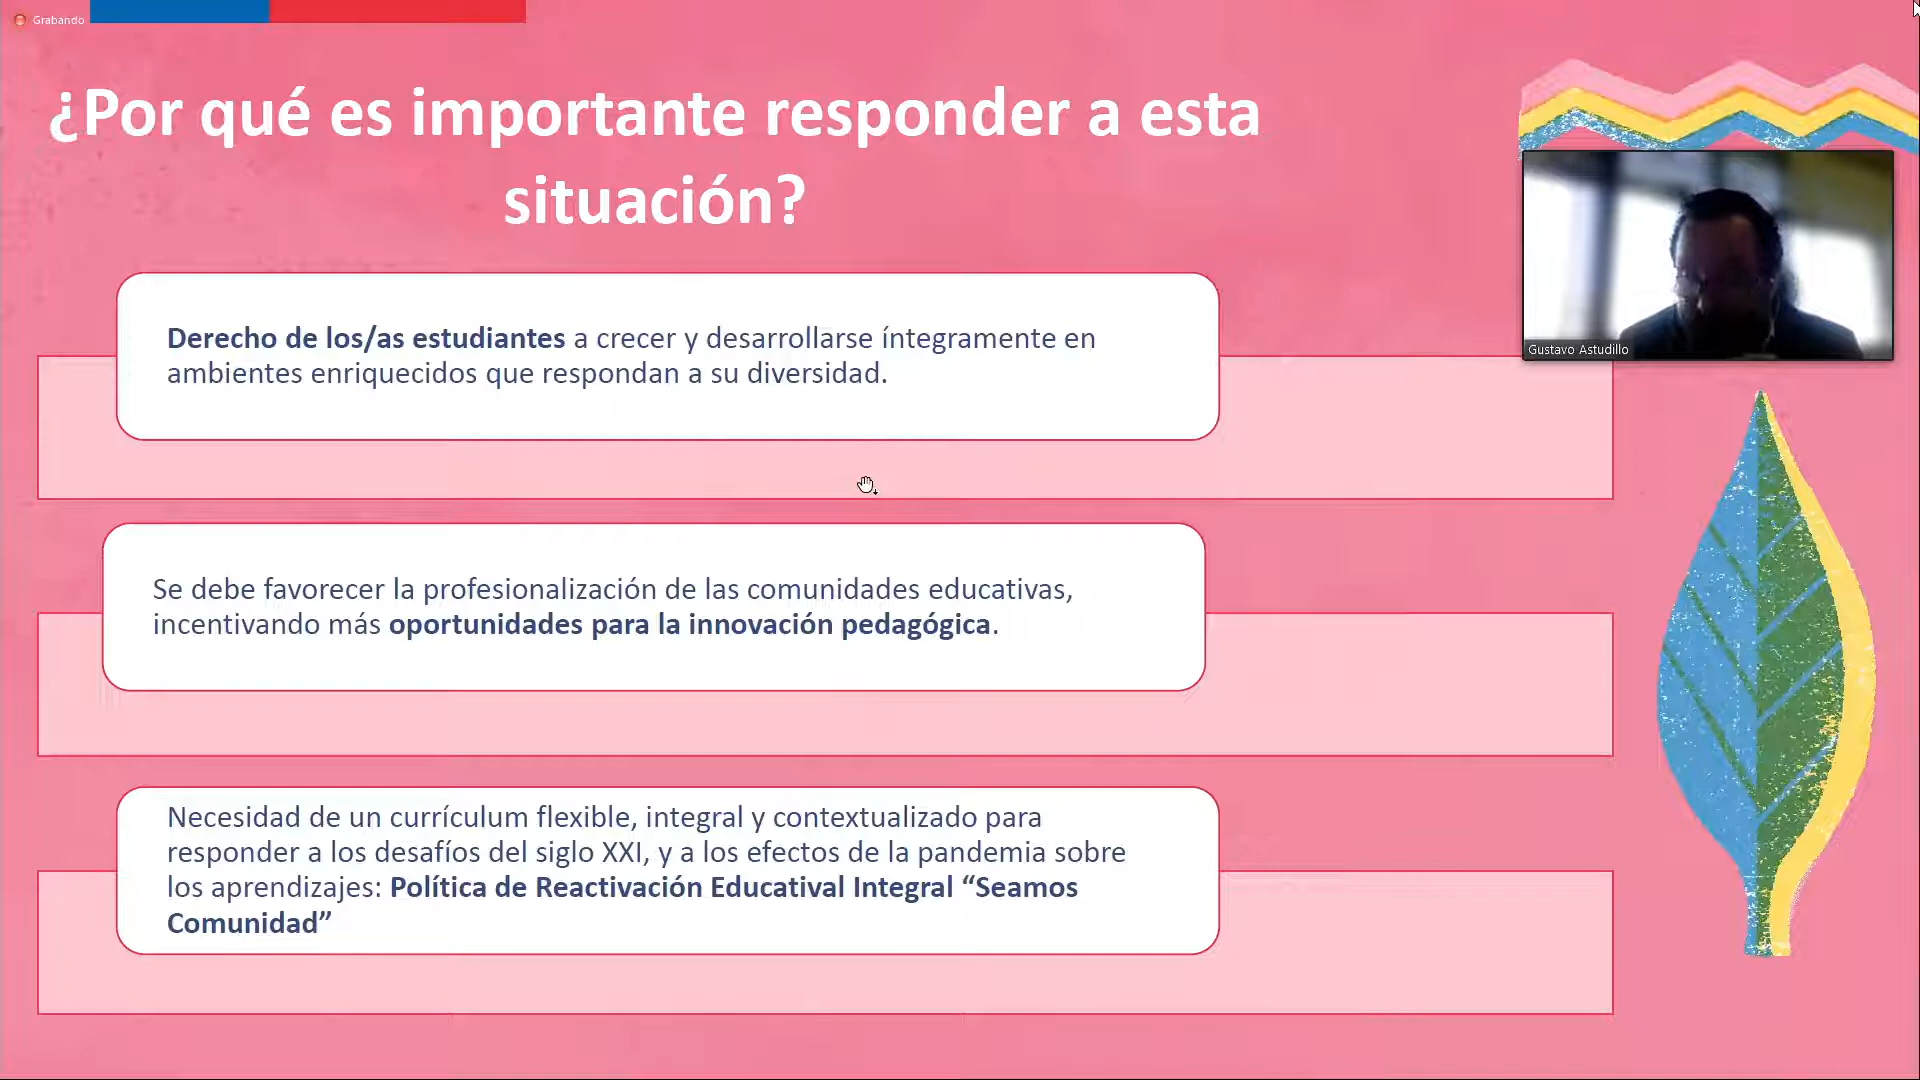 Grabando
¿Por qué es importante responder a esta
situación?
Gustavo Astudillo
Derecho de los/as estudiantes a crecer y desarrollarse íntegramente en
ambientes enriquecidos que respondan a su diversidad.
Se debe favorecer la profesionalización de las comunidades educativas,
incentivando más oportunidades para la innovación pedagógica.
Necesidad de un currículum flexible, integral y contextualizado para
responder a los desafíos del siglo XXI, y a los efectos de la pandemia sobre
los aprendizajes: Política de Reactivación Educatival Integral “Seamos
Comunidad”